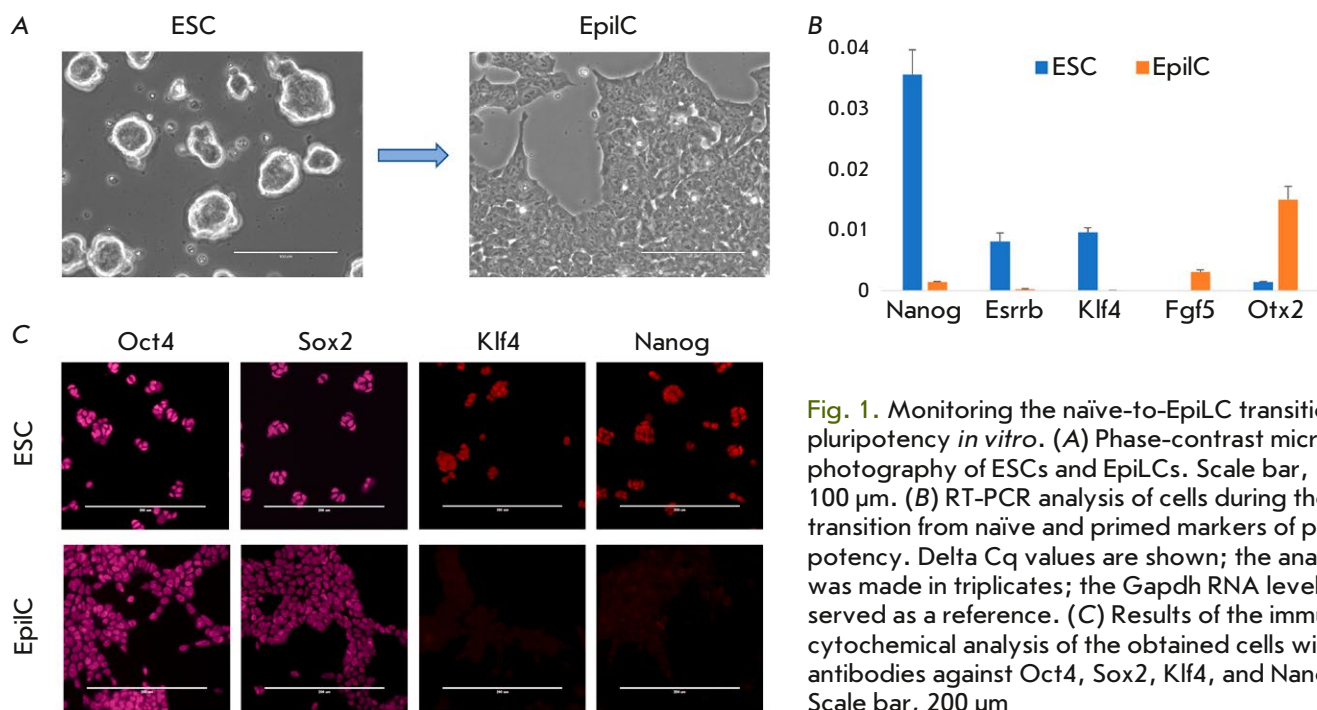 A
ESC
EpilC
B
0.04
0.03
0.02
0.01
0
ESC
EpilC
Nanog
Esrrb
Klf4
Fgf5
Otx2
C
Oct4
Sox2
Klf4
Nanog
ESC
EpilC
Fig. 1. Monitoring the naïve-to-EpiLC transitio
pluripotency in vitro. (A) Phase-contrast micr
photography of ESCs and EpiLCs. Scale bar,
100 µm. (B) RT-PCR analysis of cells during the
transition from naïve and primed markers of p
potency. Delta Cq values are shown; the ana
was made in triplicates; the Gapdh RNA level
served as a reference. (C) Results of the immu
cytochemical analysis of the obtained cells wi
antibodies against Oct4, Sox2, Klf4, and Nano
Scale bar, 200 µm